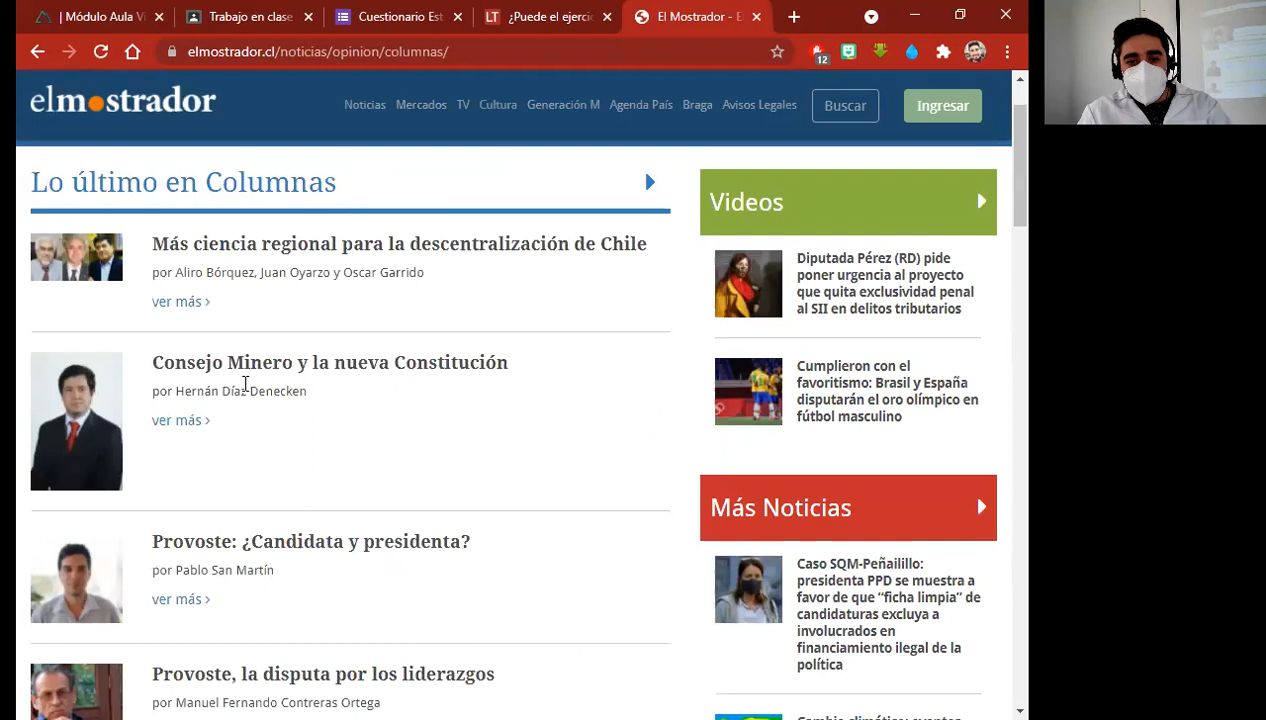 | Módulo Aula Vi
Trabajo en clase
Cuestionario Est
LT ¿Puede el ejercic
El Mostrador - E
elmostrador.cl/noticias/opinion/columnas/
12
elmostrador
Noticias Mercados TV Cultura Generación M Agenda País Braga Avisos Legales Buscar Ingresar
Lo último en Columnas
Más ciencia regional para la descentralización de Chile
por Aliro Bórquez, Juan Oyarzo y Oscar Garrido
ver más ›
Consejo Minero y la nueva Constitución
por Hernán Díaz Denecken
ver más ›
Provoste: ¿Candidata y presidenta?
por Pablo San Martín
ver más ›
Provoste, la disputa por los liderazgos
por Manuel Fernando Contreras Ortega
Videos
Diputada Pérez (RD) pide
poner urgencia al proyecto
que quita exclusividad penal
al SII en delitos tributarios
Cumplieron con el
favoritismo: Brasil y España
disputarán el oro olímpico en
fútbol masculino
Más Noticias
Caso SQM-Peñailillo:
presidenta PPD se muestra a
favor de que “ficha limpia” de
candidaturas excluya a
involucrados en
financiamiento ilegal de la
política